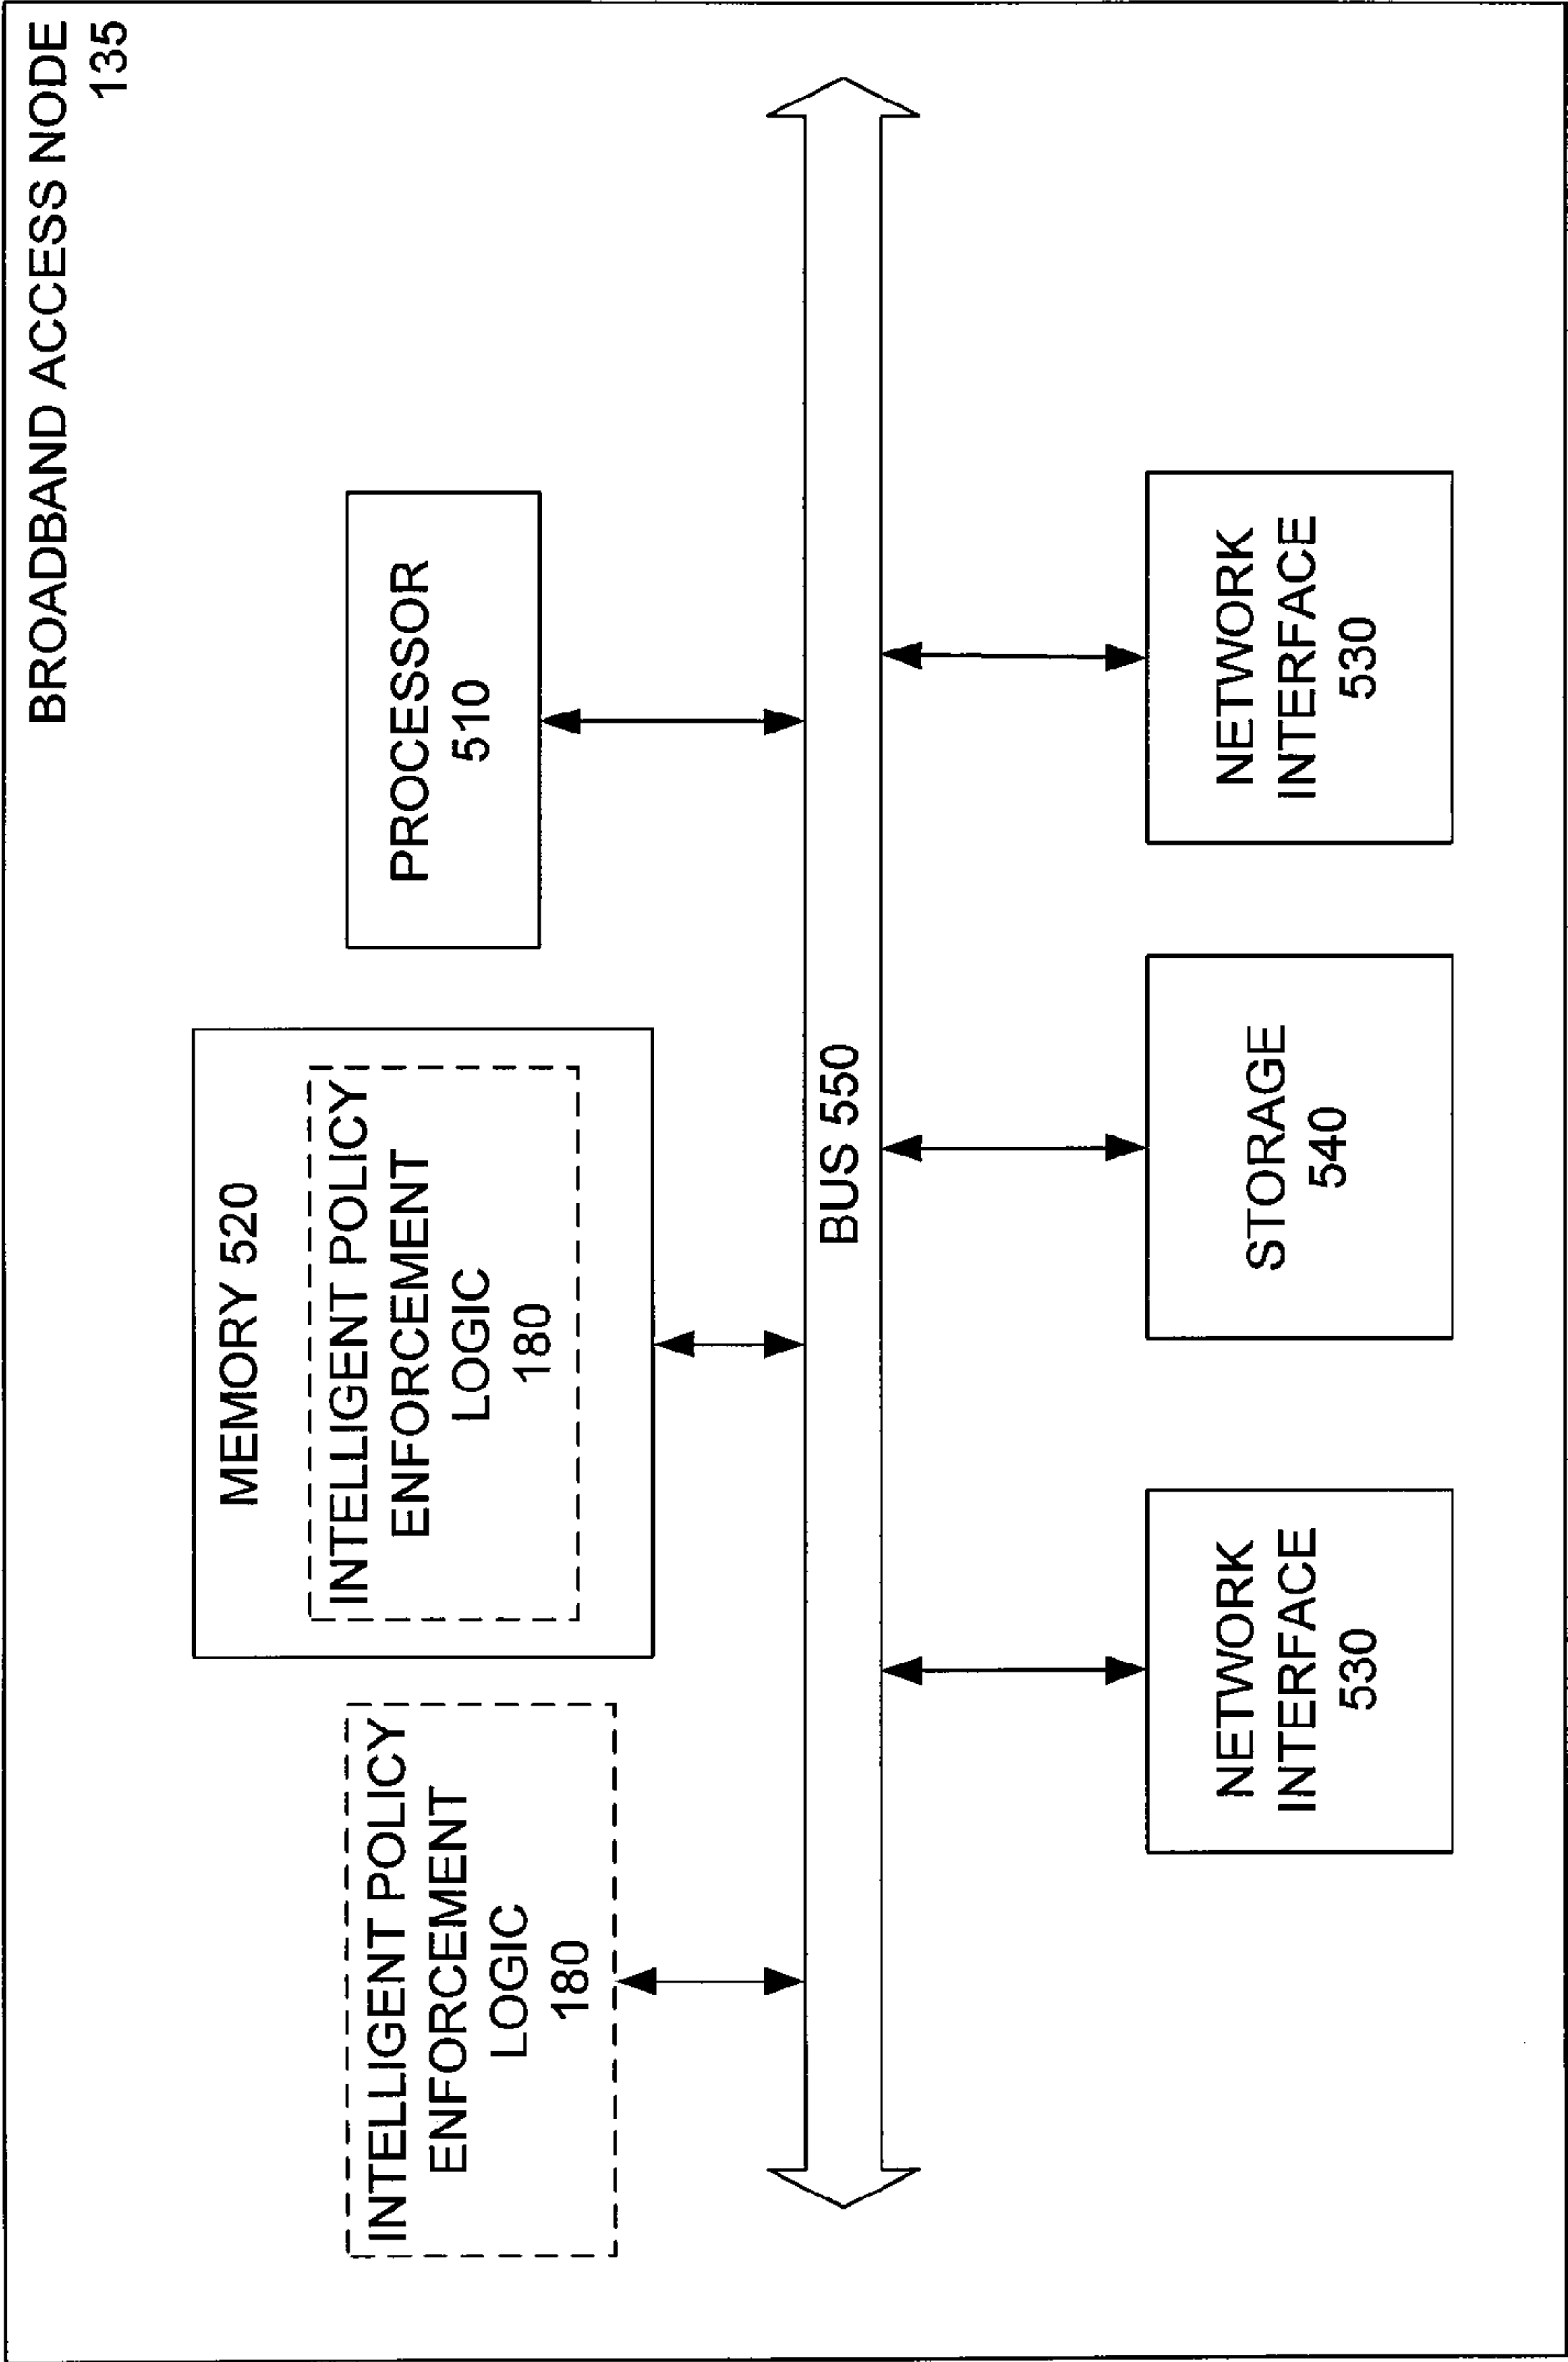 BROADBAND ACCESS NODE
135
INTELLIGENT POLICY
ENFORCEMENT
LOGIC
180
MEMORY 520
INTELLIGENT POLICY
ENFORCEMENT
LOGIC
180
PROCESSOR
510
BUS 550
NETWORK
INTERFACE
530
STORAGE
540
NETWORK
INTERFACE
530